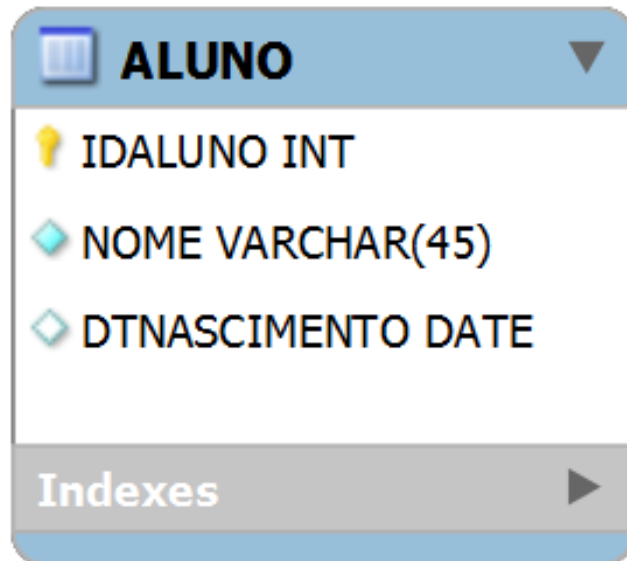 ALUNO
IDALUNO INT
NOME VARCHAR(45)
DTNASCIMENTO DATE
Indexes